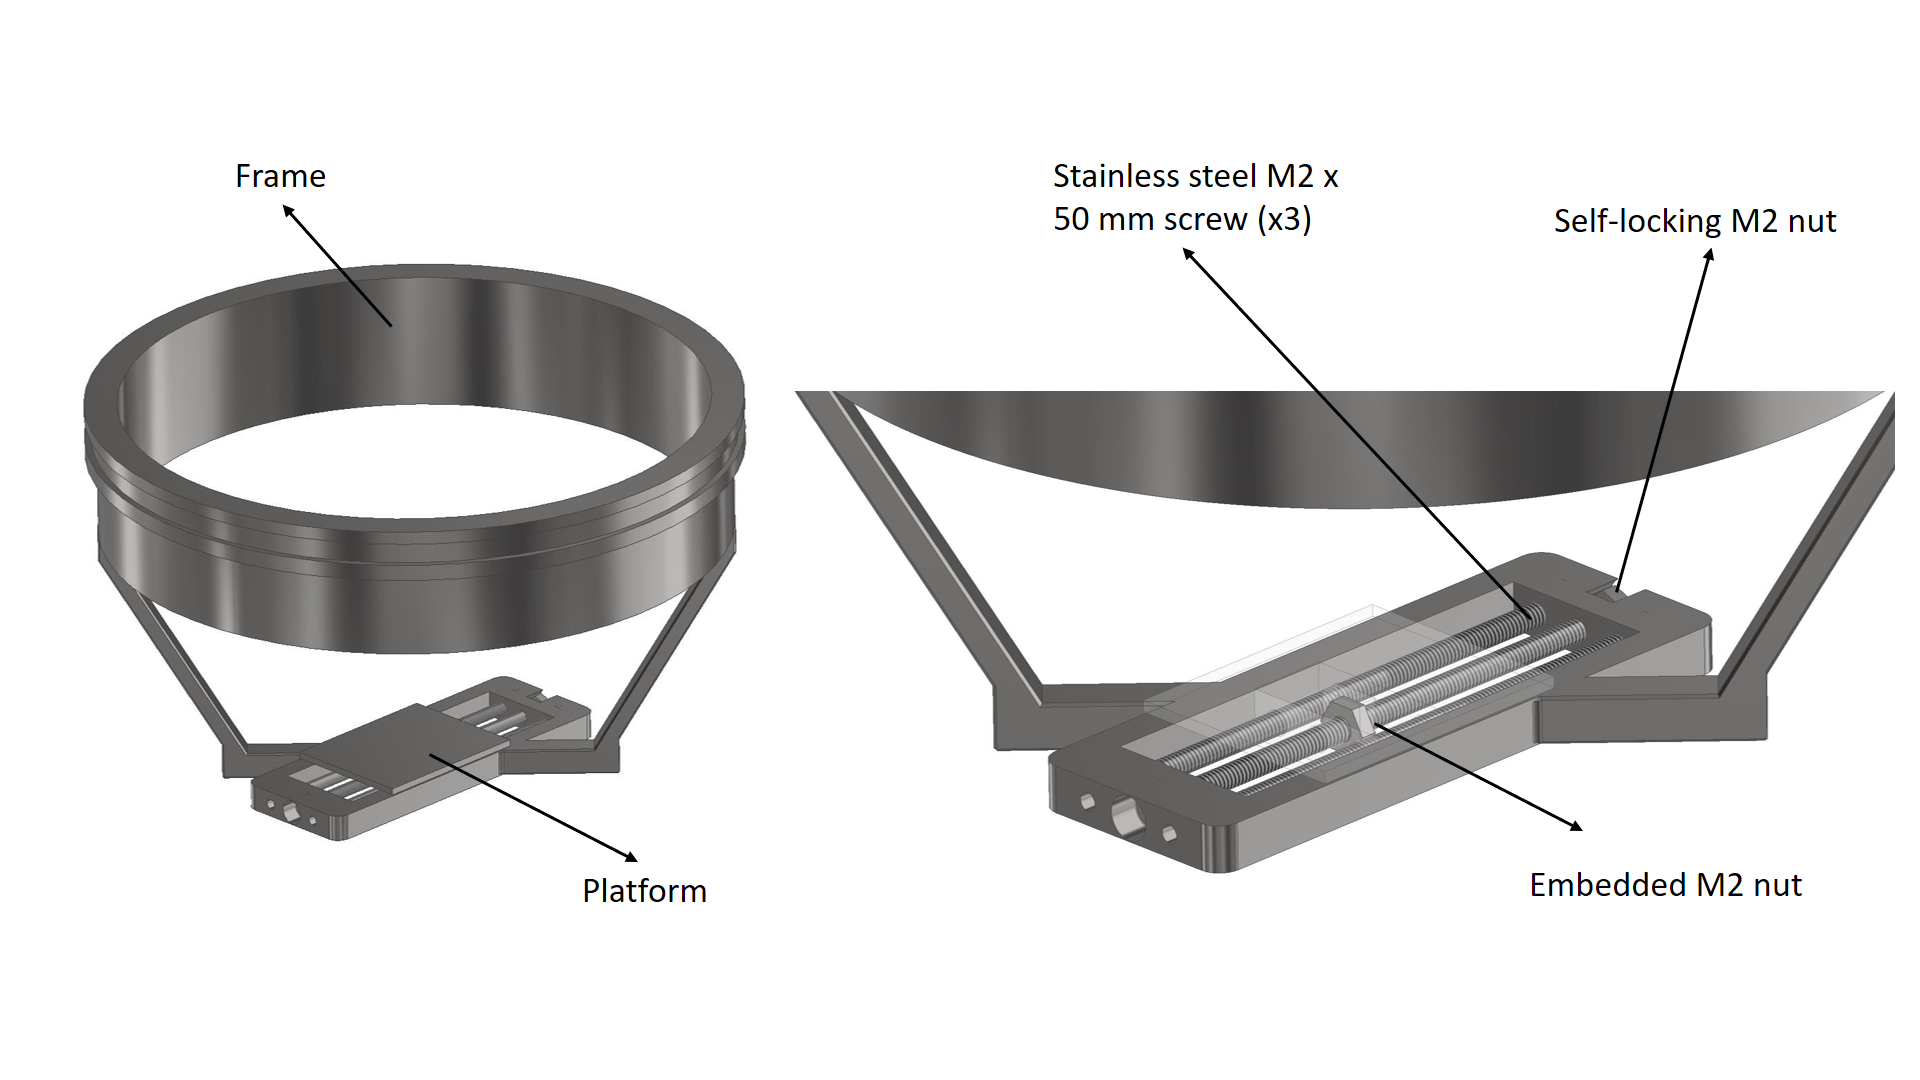 Frame
Stainless steel M2 x
50 mm screw (x3)
Self-locking M2 nut
Platform
Embedded M2 nut